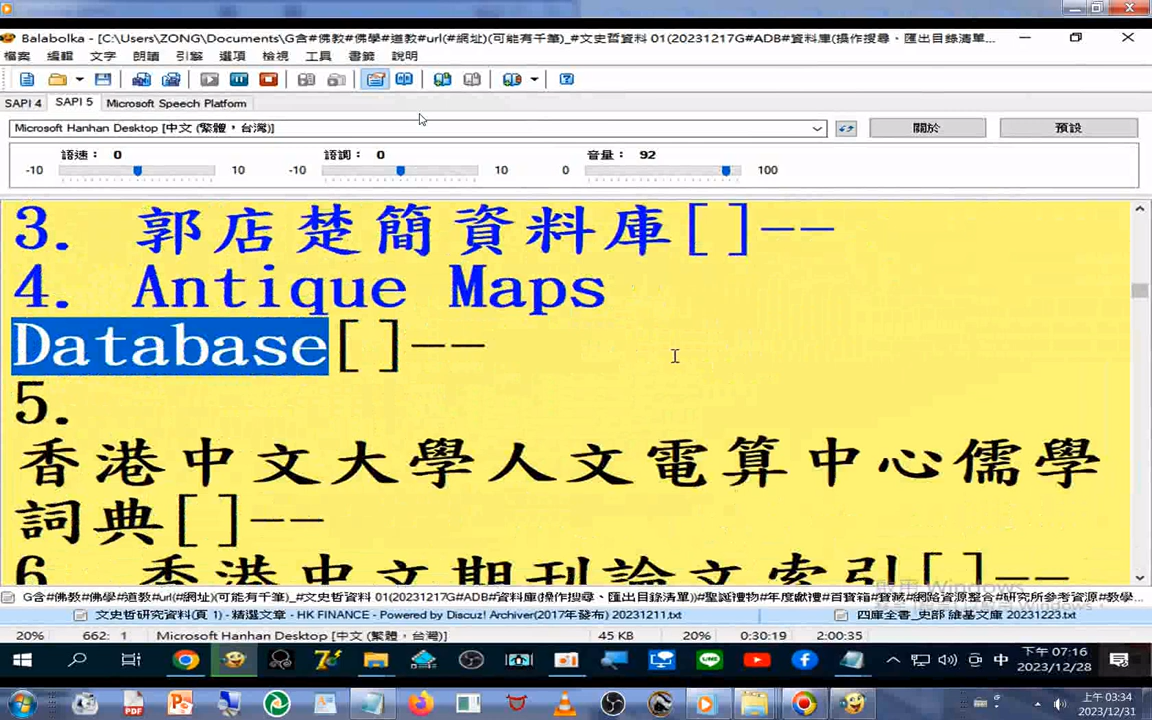 Balabolka - [C:\Users\ZONG\Documents\G含#佛教#佛學#道教#url(#網址)(可能有千筆)_#文史哲資料 01(20231217G#ADB#資料庫(操作搜尋、匯出目錄清單...
檔案 編輯 文字 朗讀 引擎 選項 檢視 工具 書籤 說明
SAPI 4 SAPI 5 Microsoft Speech Platform
Microsoft Hanhan Desktop [中文 (繁體，台灣)] 關於 預設
語速： 0 語調： 0 音量： 92
-10 10 -10 10 0 100
3. 郭店楚簡資料庫[]--
4. Antique Maps
Database[]--
5.
香港中文大學人文電算中心儒學
詞典[]--
6. 香港中文期刊論文索引[]--
G含#佛教#佛學#道教#url(#網址)(可能有千筆)_#文史哲資料 01(20231217G#ADB#資料庫(操作搜尋、匯出目錄清單))#聖誕禮物#年度獻禮#百寶箱#寶藏#網路資源整合#研究所參考資源#教學...
文史哲研究資料(頁 1) - 精選文章 - HK FINANCE - Powered by Discuz! Archiver(2017年發布) 20231211.txt 四庫全書_史部 維基文庫 20231223.txt
20% 662: 1 Microsoft Hanhan Desktop [中文 (繁體，台灣)] 45 KB 20% 0:30:19 2:00:35
中 下午 07:16
2023/12/28
上午 03:34
2023/12/31